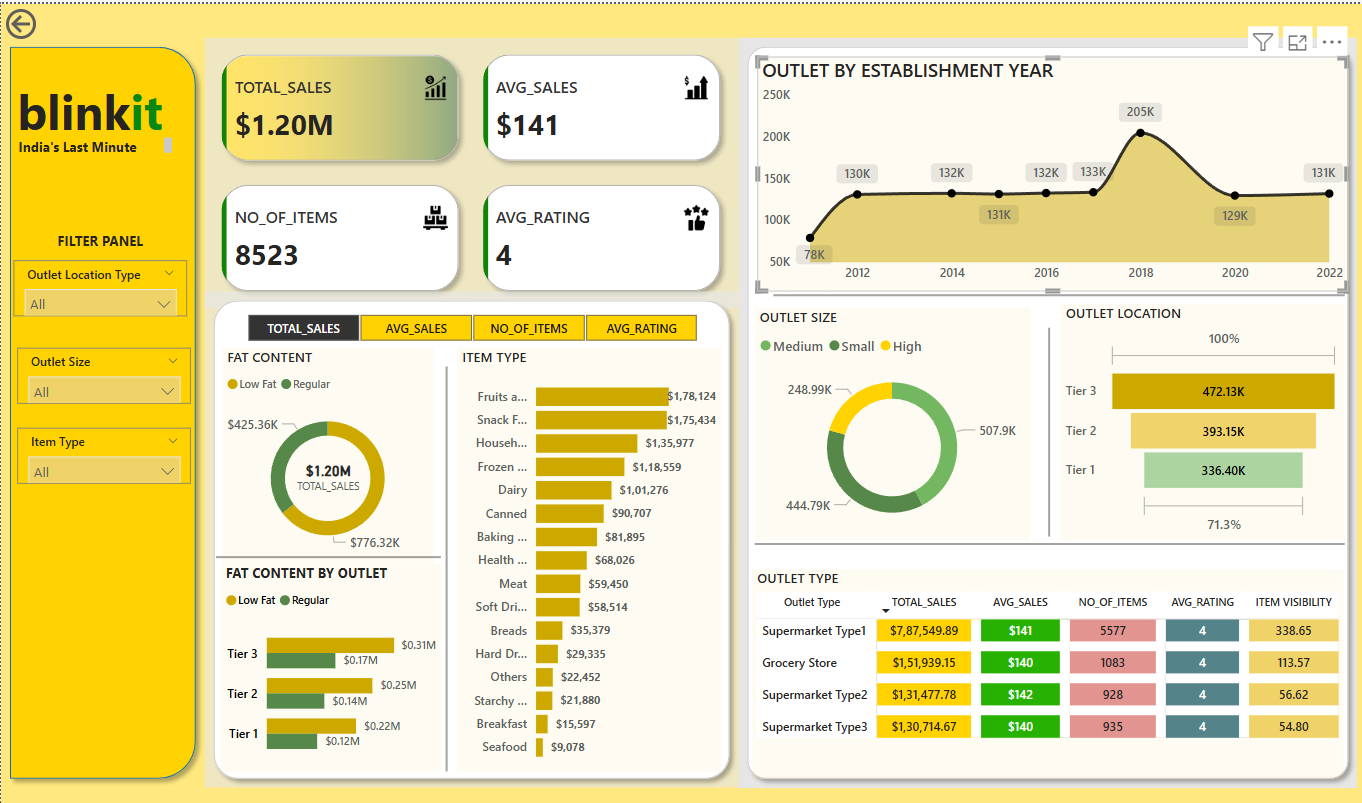 blinkit
India's Last Minute
FILTER PANEL
Outlet Location Type
All
Outlet Size
All
Item Type
All
TOTAL_SALES
$1.20M
AVG_SALES
$141
NO_OF_ITEMS
8523
AVG_RATING
4
TOTAL_SALES AVG_SALES NO_OF_ITEMS AVG_RATING
FAT CONTENT
Low Fat Regular
$425.36K
$1.20M
TOTAL_SALES
$776.32K
FAT CONTENT BY OUTLET
Low Fat Regular
Tier 3 $0.31M
$0.17M
Tier 2 $0.25M
$0.14M
Tier 1 $0.22M
$0.12M
ITEM TYPE
Fruits a... $1,78,124
Snack F... $1,75,434
Househ... $1,35,977
Frozen ... $1,18,559
Dairy $1,01,276
Canned $90,707
Baking ... $81,895
Health ... $68,026
Meat $59,450
Soft Dri... $58,514
Breads $35,379
Hard Dr... $29,335
Others $22,452
Starchy ... $21,880
Breakfast $15,597
Seafood $9,078
OUTLET BY ESTABLISHMENT YEAR
250K
200K
150K
100K
50K
78K 130K 132K 131K 132K 133K 205K 129K 131K
2012 2014 2016 2018 2020 2022
OUTLET SIZE
Medium Small High
248.99K
507.9K
444.79K
OUTLET LOCATION
100%
Tier 3 472.13K
Tier 2 393.15K
Tier 1 336.40K
71.3%
OUTLET TYPE
Outlet Type TOTAL_SALES AVG_SALES NO_OF_ITEMS AVG_RATING ITEM VISIBILITY
Supermarket Type1 $7,87,549.89 $141 5577 4 338.65
Grocery Store $1,51,939.15 $140 1083 4 113.57
Supermarket Type2 $1,31,477.78 $142 928 4 56.62
Supermarket Type3 $1,30,714.67 $140 935 4 54.80